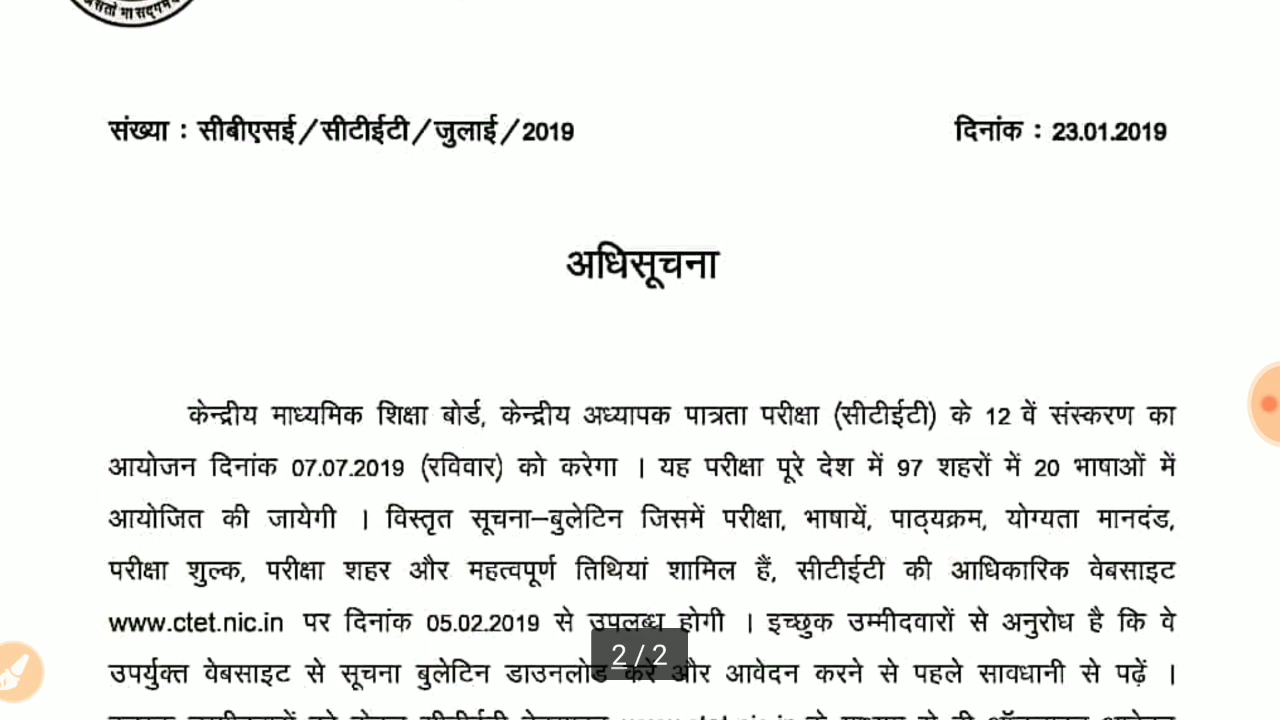 असतो मा सद्गमय
संख्या : सीबीएसई/सीटीईटी/जुलाई/2019 दिनांक : 23.01.2019
अधिसूचना
केन्द्रीय माध्यमिक शिक्षा बोर्ड, केन्द्रीय अध्यापक पात्रता परीक्षा (सीटीईटी) के 12 वें संस्करण का
आयोजन दिनांक 07.07.2019 (रविवार) को करेगा । यह परीक्षा पूरे देश में 97 शहरों में 20 भाषाओं में
आयोजित की जायेगी । विस्तृत सूचना–बुलेटिन जिसमें परीक्षा, भाषायें, पाठ्यक्रम, योग्यता मानदंड,
परीक्षा शुल्क, परीक्षा शहर और महत्वपूर्ण तिथियां शामिल हैं, सीटीईटी की आधिकारिक वेबसाइट
www.ctet.nic.in पर दिनांक 05.02.2019 से उपलब्ध होगी । इच्छुक उम्मीदवारों से अनुरोध है कि वे
उपर्युक्त वेबसाइट से सूचना बुलेटिन डाउनलोड करें और आवेदन करने से पहले सावधानी से पढ़ें ।
2 / 2